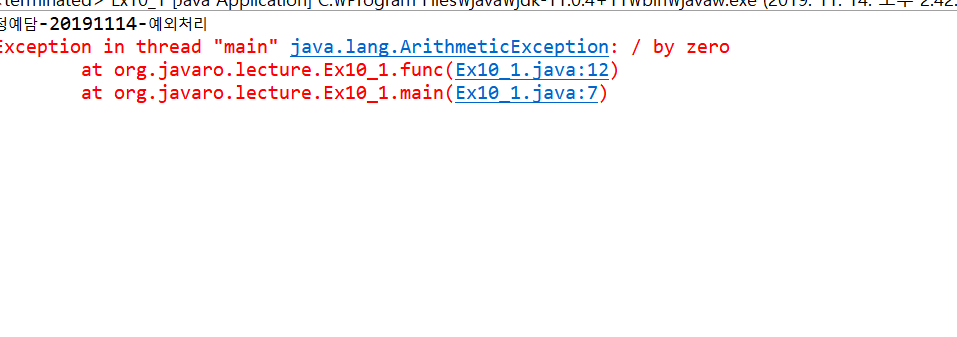 <terminated> Ex10_1 [Java Application] C:\Program Files\Java\jdk-11.0.4+11\bin\javaw.exe (2019. 11. 14. 오후 2:42:
정예담-20191114-예외처리
Exception in thread "main" java.lang.ArithmeticException: / by zero
at org.javaro.lecture.Ex10_1.func(Ex10_1.java:12)
at org.javaro.lecture.Ex10_1.main(Ex10_1.java:7)